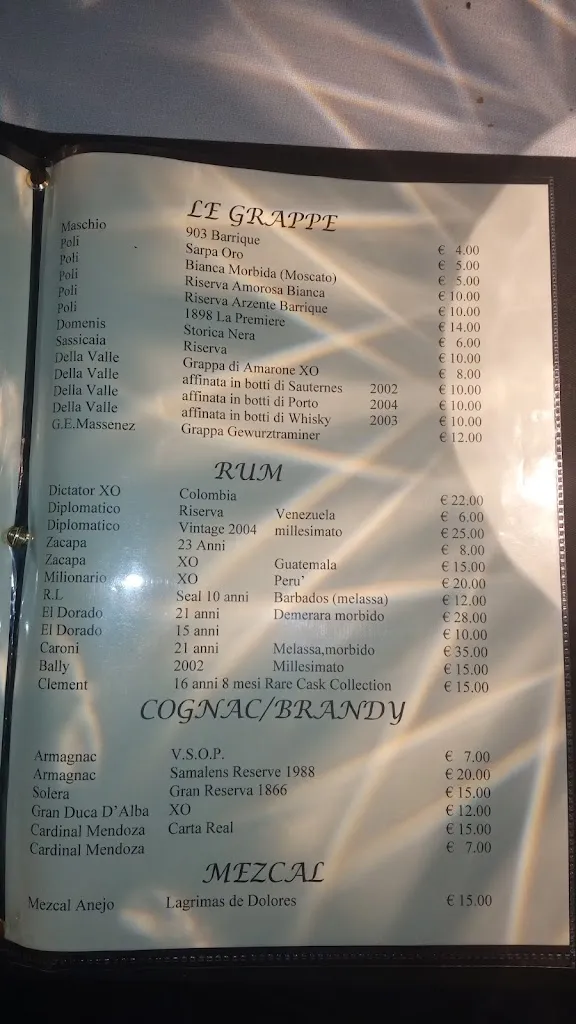 LE GRAPPE
Maschio 903 Barrique € 4.00
Poli Sarpa Oro € 5.00
Poli Bianca Morbida (Moscato) € 5.00
Poli Riserva Amorosa Bianca € 10.00
Poli Riserva Arzente Barrique € 10.00
Poli 1898 La Premiere € 14.00
Domenis Storica Nera € 6.00
Sassicaia Riserva € 10.00
Della Valle Grappa di Amarone XO € 8.00
Della Valle affinata in botti di Sauternes 2002 € 10.00
Della Valle affinata in botti di Porto 2004 € 10.00
Della Valle affinata in botti di Whisky 2003 € 10.00
G.E.Massenez Grappa Gewurztraminer € 12.00
RUM
Dictator XO Colombia € 22.00
Diplomatico Riserva Venezuela € 6.00
Diplomatico Vintage 2004 millesimato € 25.00
Zacapa 23 Anni € 8.00
Zacapa XO Guatemala € 15.00
Milionario XO Peru' € 20.00
R.L Seal 10 anni Barbados (melassa) € 12.00
El Dorado 21 anni Demerara morbido € 28.00
El Dorado 15 anni € 10.00
Caroni 21 anni Melassa,morbido € 35.00
Bally 2002 Millesimato € 15.00
Clement 16 anni 8 mesi Rare Cask Collection € 15.00
COGNAC/BRANDY
Armagnac V.S.O.P. € 7.00
Armagnac Samalens Reserve 1988 € 20.00
Solera Gran Reserva 1866 € 15.00
Gran Duca D'Alba XO € 12.00
Cardinal Mendoza Carta Real € 15.00
Cardinal Mendoza € 7.00
MEZCAL
Mezcal Anejo Lagrimas de Dolores € 15.00